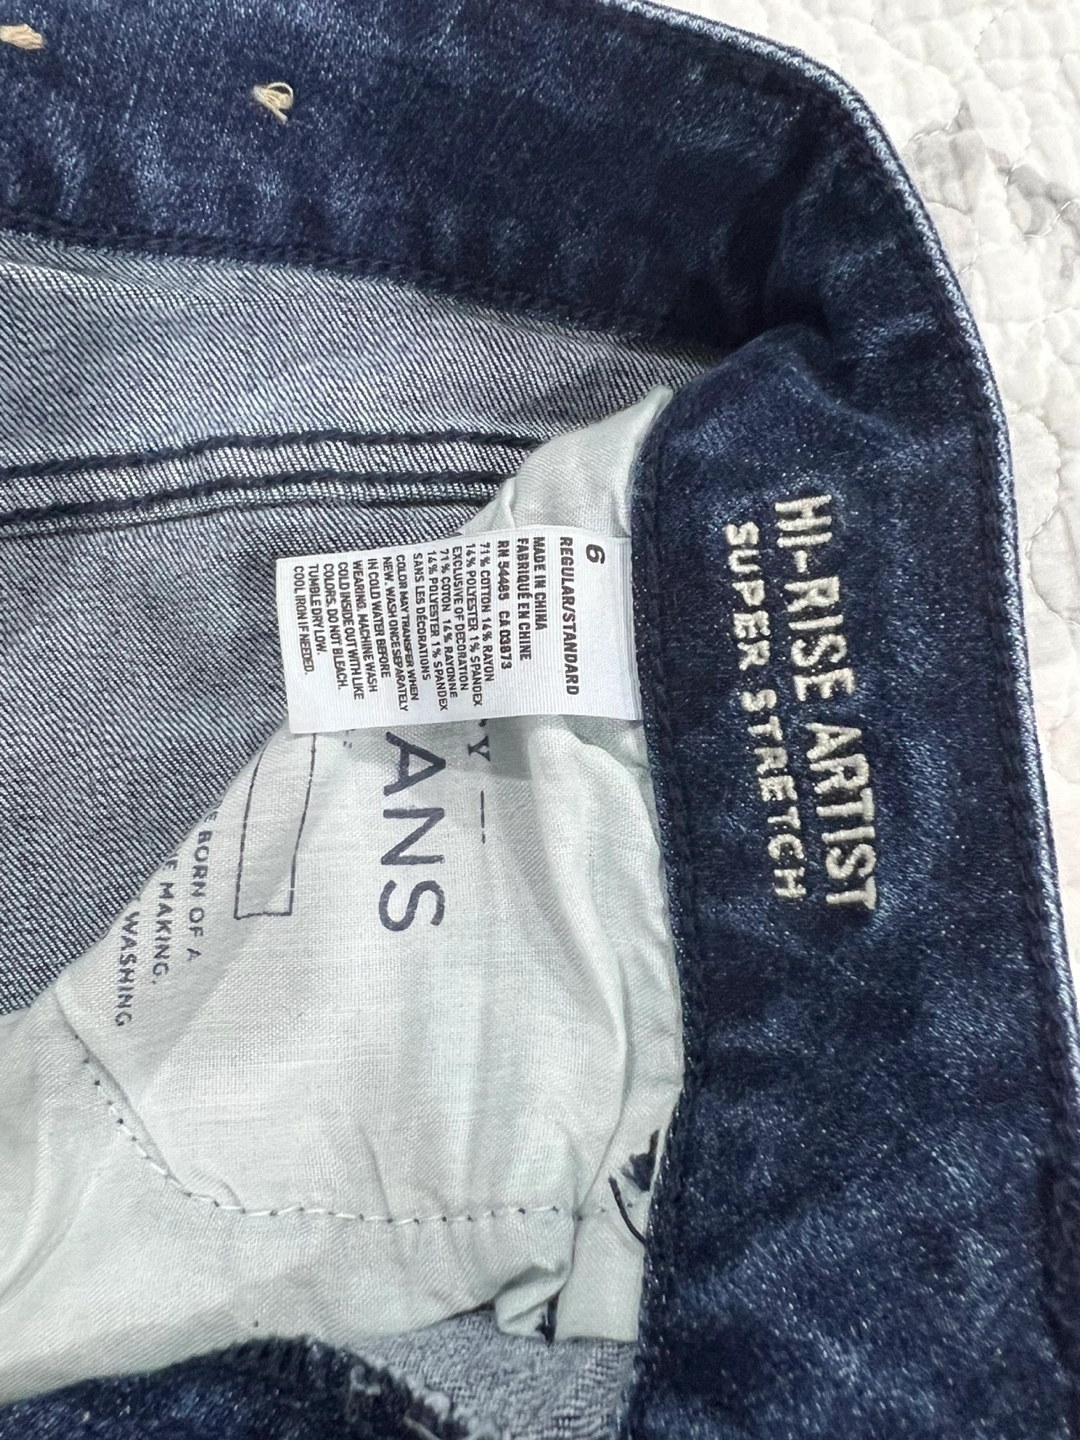 HI-RISE ARTIST
SUPER STRETCH
6
REGULAR/STANDARD
MADE IN CHINA
FABRIQUÉ EN CHINE
RN 54485 CA 03873
71% COTTON 14% RAYON
14% POLYESTER 1% SPANDEX
EXCLUSIVE OF DECORATION
71% COTON 14% RAYONNE
14% POLYESTER 1% SPANDEX
SANS LES DÉCORATIONS
COLOR MAY TRANSFER WHEN
NEW. WASH ONCE SEPARATELY
IN COLD WATER BEFORE
WEARING. MACHINE WASH
COLD INSIDE OUT WITH LIKE
COLORS. DO NOT BLEACH.
TUMBLE DRY LOW.
COOL IRON IF NEEDED.
Y
ANS
BORN OF A
MAKING.
WASHING